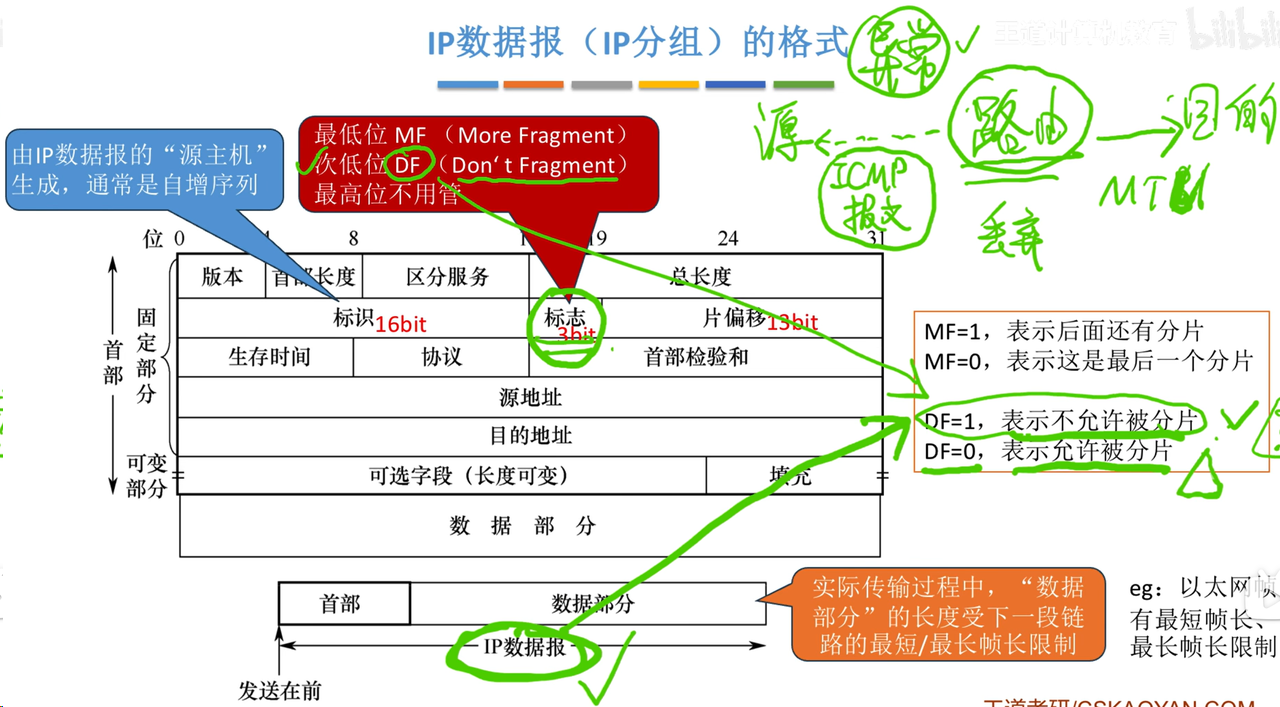 IP数据报（IP分组）的格式
异常
王道计算机教育
bilibili
源
路由
目的
ICMP
报文
MTU
丢弃
由IP数据报的“源主机”
生成，通常是自增序列
最低位 MF （More Fragment）
次低位 DF（Don‘t Fragment）
最高位不用管
位 0 4 8 19 24 31
版本 首部长度 区分服务 总长度
标识 16bit 标志 3bit 片偏移 13bit
生存时间 协议 首部检验和
源地址
目的地址
可选字段（长度可变） 填充
数据部分
首部
固定部分
可变
部分
MF=1，表示后面还有分片
MF=0，表示这是最后一个分片
DF=1，表示不允许被分片
DF=0，表示允许被分片
首部 数据部分
IP数据报
发送在前
实际传输过程中，“数据
部分”的长度受下一段链
路的最短/最长帧长限制
eg：以太网帧
有最短帧长、
最长帧长限制
王道考研/CSKAOYAN.COM